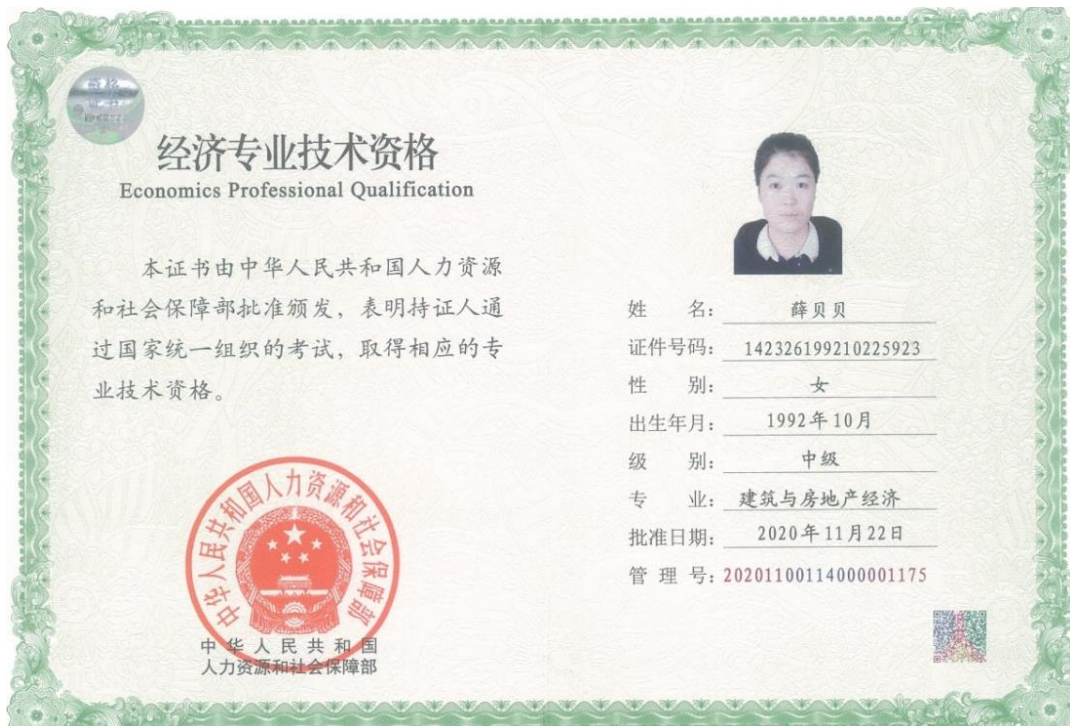 经济专业技术资格
Economics Professional Qualification
本证书由中华人民共和国人力资源
和社会保障部批准颁发，表明持证人通
过国家统一组织的考试，取得相应的专
业技术资格。
中华人民共和国人力资源和社会保障部
中华人民共和国
人力资源和社会保障部
姓 名：薛贝贝
证件号码：142326199210225923
性 别：女
出生年月：1992年10月
级 别：中级
专 业：建筑与房地产经济
批准日期：2020年11月22日
管 理 号：20201100114000001175